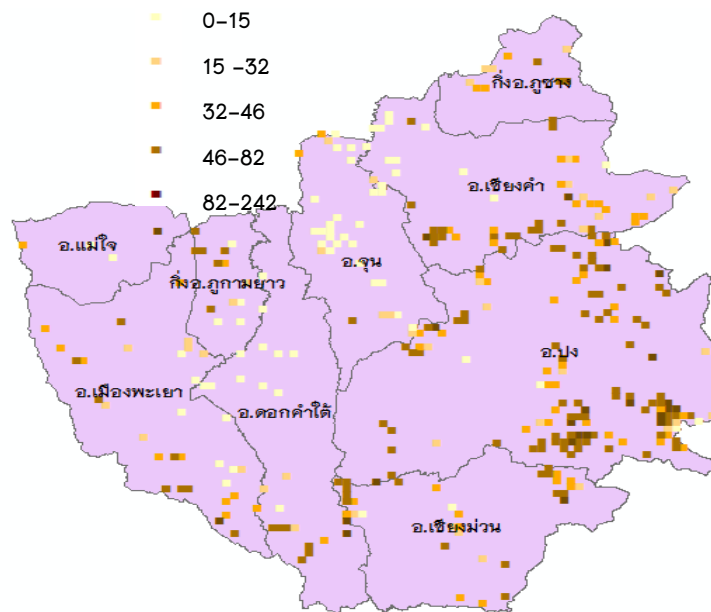 0-15
15 -32
32-46
46-82
82-242
กิ่งอ.ภูซาง
อ.เชียงคำ
อ.แม่ใจ
อ.จุน
กิ่งอ.ภูกามยาว
อ.ปง
อ.เมืองพะเยา
อ.ดอกคำใต้
อ.เชียงม่วน